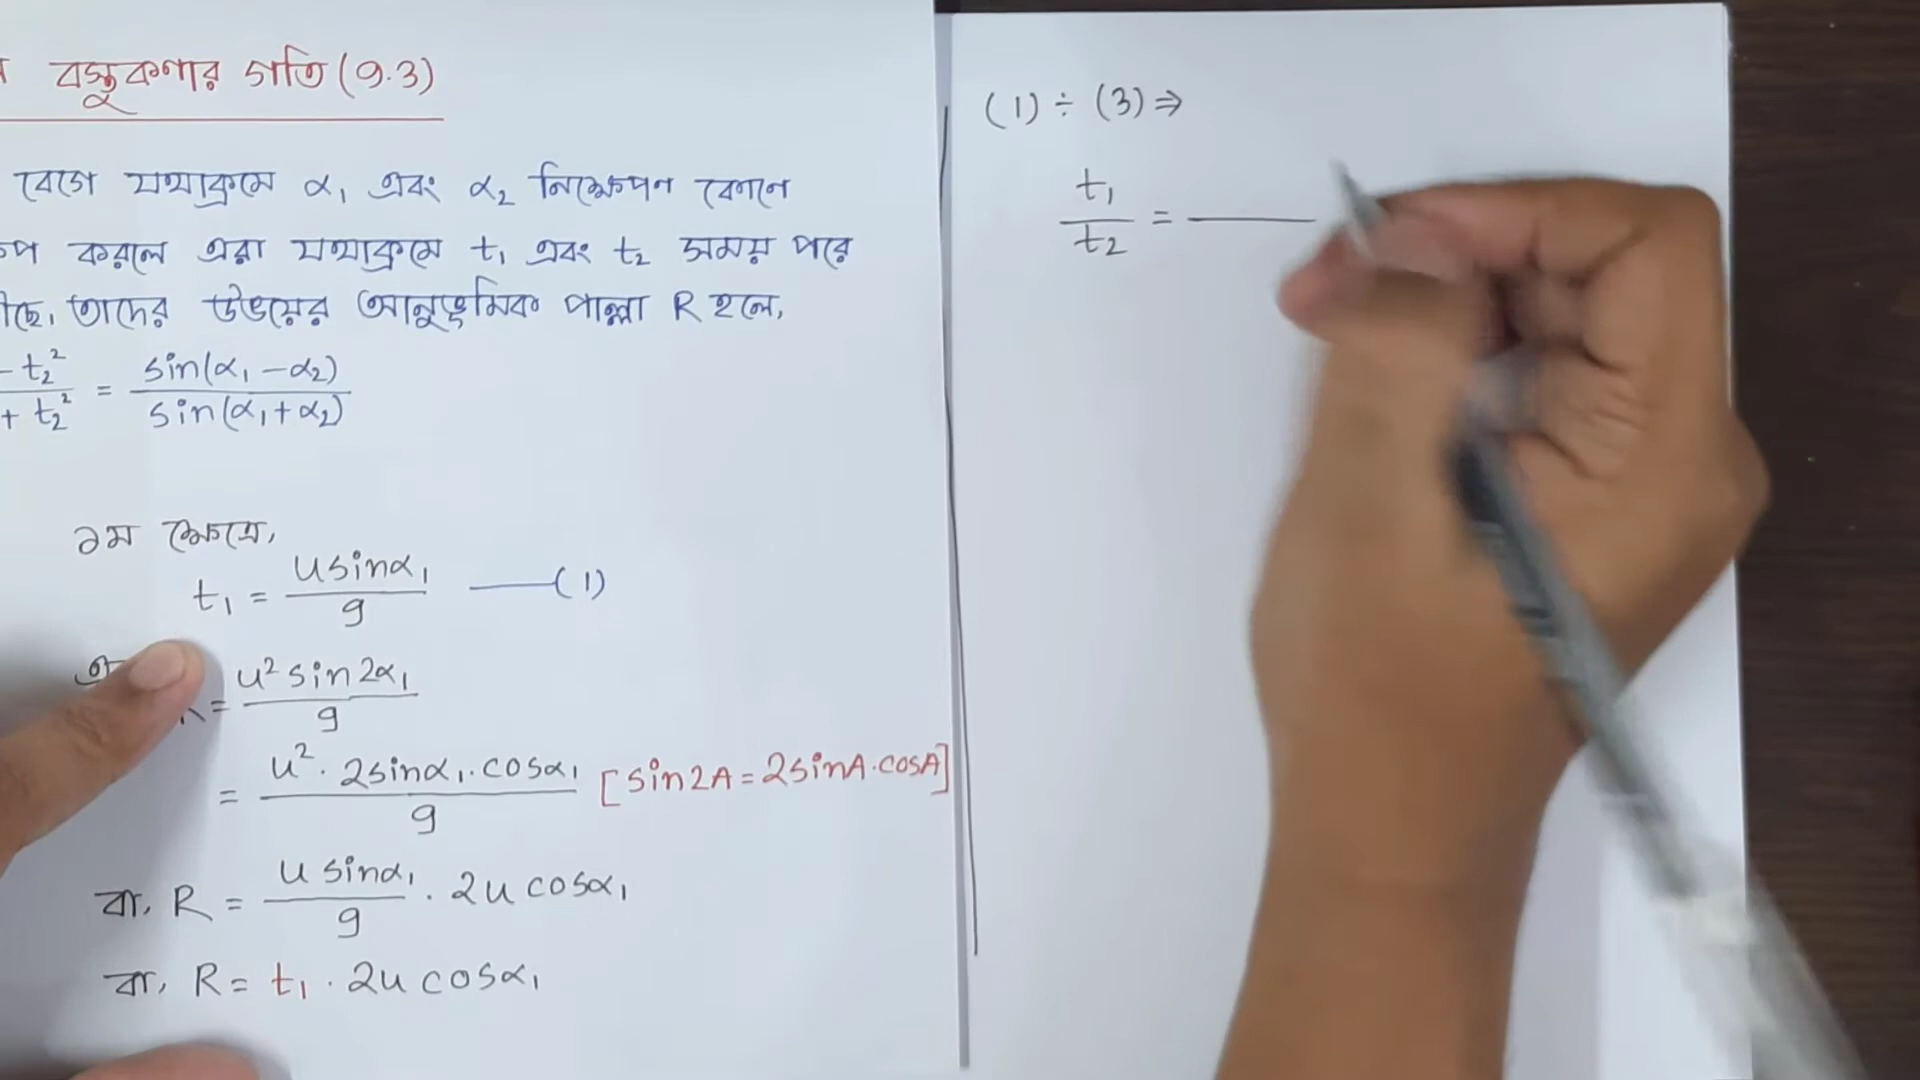 বস্তুকণার গতি (9.3)
বেগে যথাক্রমে α₁ এবং α₂ নিক্ষেপণ কোণে
করলে এরা যথাক্রমে t₁ এবং t₂ সময় পরে
তাদের উভয়ের আনুভূমিক পাল্লা R হলে,
- t₂² / + t₂² = sin(α₁ - α₂) / sin(α₁ + α₂)
১ম ক্ষেত্রে,
t₁ = u sinα₁ / g —— (1)
= u² sin2α₁ / g
= u² · 2sinα₁ · cosα₁ / g [sin2A = 2sinA · cosA]
বা, R = u sinα₁ / g · 2u cosα₁
বা, R = t₁ · 2u cosα₁
(1) ÷ (3) ⇒
t₁ / t₂ =